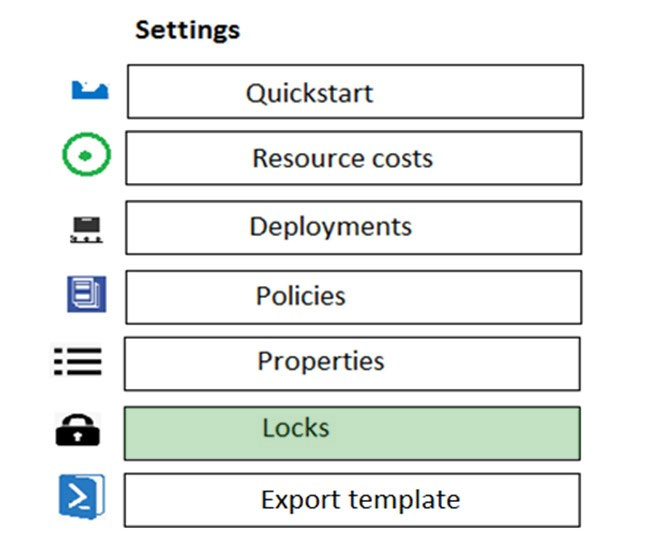 Settings
Quickstart
Resource costs
Deployments
Policies
Properties
Locks
Export template